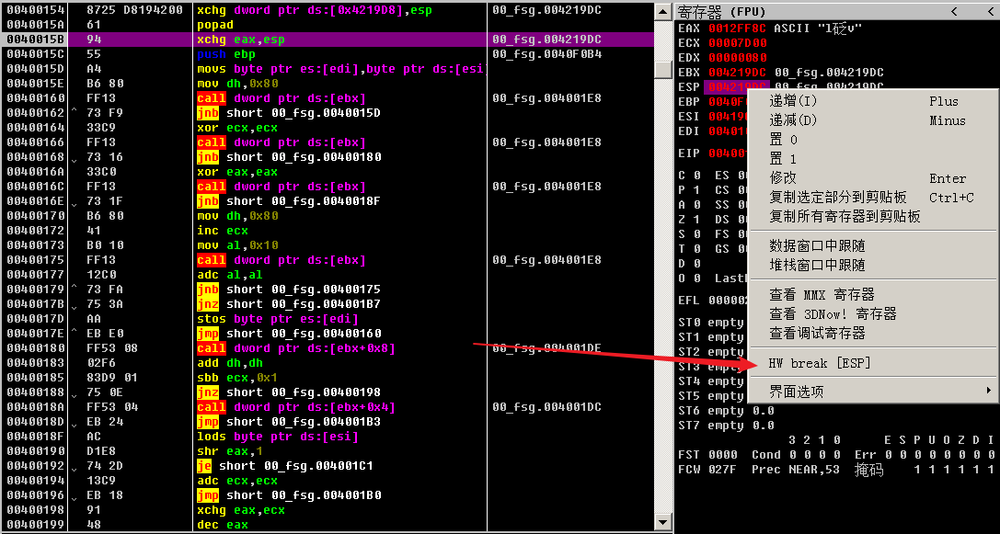 00400154 8725 D8194200 xchg dword ptr ds:[0x4219D8],esp 00_fsg.004219DC
0040015A 61 popad
0040015B 94 xchg eax,esp 00_fsg.004219DC
0040015C 55 push ebp 00_fsg.0040F0B4
0040015D A4 movs byte ptr es:[edi],byte ptr ds:[esi
0040015E B6 80 mov dh,0x80
00400160 FF13 call dword ptr ds:[ebx] 00_fsg.004001E8
00400162 ^ 73 F9 jnb short 00_fsg.0040015D
00400164 33C9 xor ecx,ecx
00400166 FF13 call dword ptr ds:[ebx] 00_fsg.004001E8
00400168 73 16 jnb short 00_fsg.00400180
0040016A 33C0 xor eax,eax
0040016C FF13 call dword ptr ds:[ebx] 00_fsg.004001E8
0040016E 73 1F jnb short 00_fsg.0040018F
00400170 B6 80 mov dh,0x80
00400172 41 inc ecx
00400173 B0 10 mov al,0x10
00400175 FF13 call dword ptr ds:[ebx] 00_fsg.004001E8
00400177 12C0 adc al,al
00400179 ^ 73 FA jnb short 00_fsg.00400175
0040017B 75 3A jnz short 00_fsg.004001B7
0040017D AA stos byte ptr es:[edi]
0040017E ^ EB E0 jmp short 00_fsg.00400160
00400180 FF53 08 call dword ptr ds:[ebx+0x8] 00_fsg.004001DE
00400183 02F6 add dh,dh
00400185 83D9 01 sbb ecx,0x1
00400188 75 0E jnz short 00_fsg.00400198
0040018A FF53 04 call dword ptr ds:[ebx+0x4] 00_fsg.004001DC
0040018D EB 24 jmp short 00_fsg.004001B3
0040018F AC lods byte ptr ds:[esi]
00400190 D1E8 shr eax,1
00400192 74 2D je short 00_fsg.004001C1
00400194 13C9 adc ecx,ecx
00400196 EB 18 jmp short 00_fsg.004001B0
00400198 91 xchg eax,ecx
00400199 48 dec eax
寄存器 (FPU) < <
EAX 0012FF8C ASCII "l砭v"
ECX 00007D00
EDX 00000080
EBX 004219DC 00_fsg.004219DC
ESP 004219DC 00_fsg.004219DC
EBP 0040F
ESI 00419
EDI 00401
EIP 00400
C 0 ES 00
P 1 CS 00
A 0 SS 00
Z 1 DS 00
S 0 FS 00
T 0 GS 00
D 0
O 0 Last
EFL 00000
ST0 empty
ST1 empty
ST2 empty
ST3 empty
ST4 empty
ST5 empty
ST6 empty 0.0
ST7 empty 0.0
3 2 1 0 E S P U O Z D I
FST 0000 Cond 0 0 0 0 Err 0 0 0 0 0 0 0 0
FCW 027F Prec NEAR,53 掩码 1 1 1 1 1 1
递增(I) Plus
递减(D) Minus
置 0
置 1
修改 Enter
复制选定部分到剪贴板 Ctrl+C
复制所有寄存器到剪贴板
数据窗口中跟随
堆栈窗口中跟随
查看 MMX 寄存器
查看 3DNow! 寄存器
查看调试寄存器
HW break [ESP]
界面选项